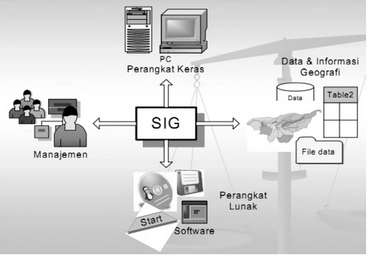 PC
Perangkat Keras
Data & Informasi
Geografi
Data
Table2
SIG
Manajemen
File data
Perangkat
Lunak
Start
Software